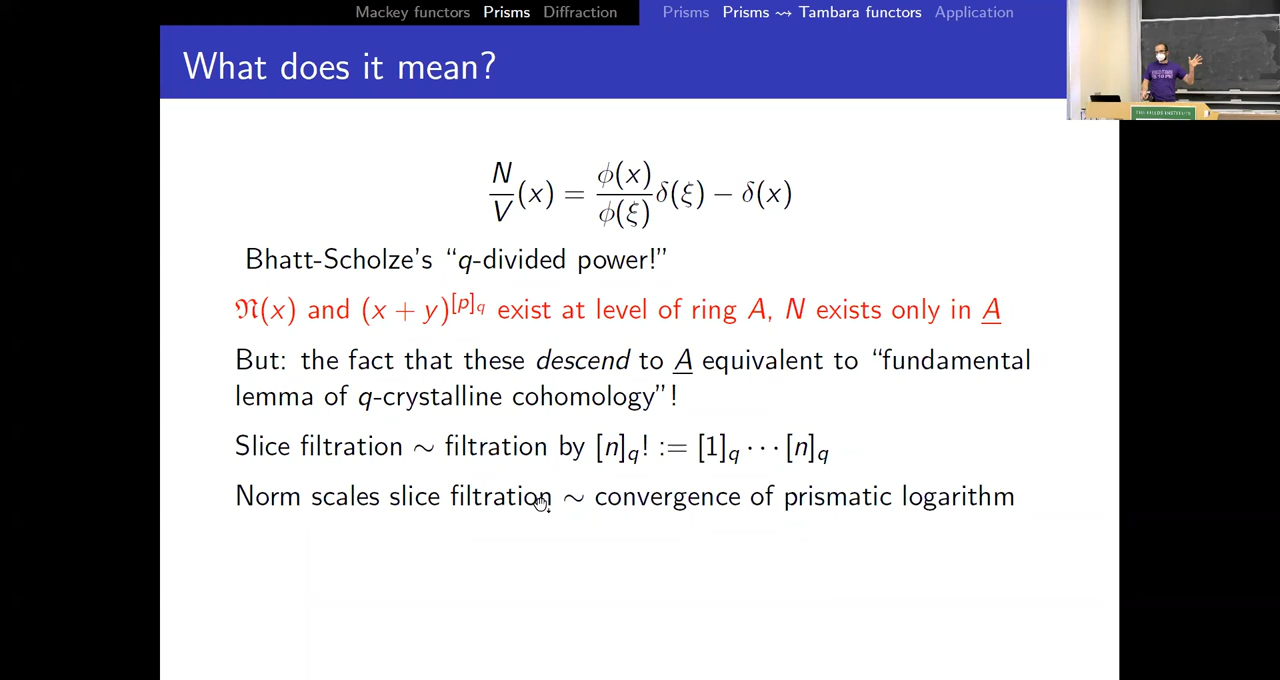 Mackey functors Prisms Diffraction Prisms Prisms ⇝ Tambara functors Application
What does it mean?
N/V (x) = ϕ(x)/ϕ(ξ) δ(ξ) − δ(x)
Bhatt-Scholze's “q-divided power!”
𝔑(x) and (x + y)^{[p]_q} exist at level of ring A, N exists only in A̲
But: the fact that these descend to A̲ equivalent to “fundamental
lemma of q-crystalline cohomology”!
Slice filtration ∼ filtration by [n]_q! := [1]_q ⋯ [n]_q
Norm scales slice filtration ∼ convergence of prismatic logarithm
THE FIELDS INSTITUTE